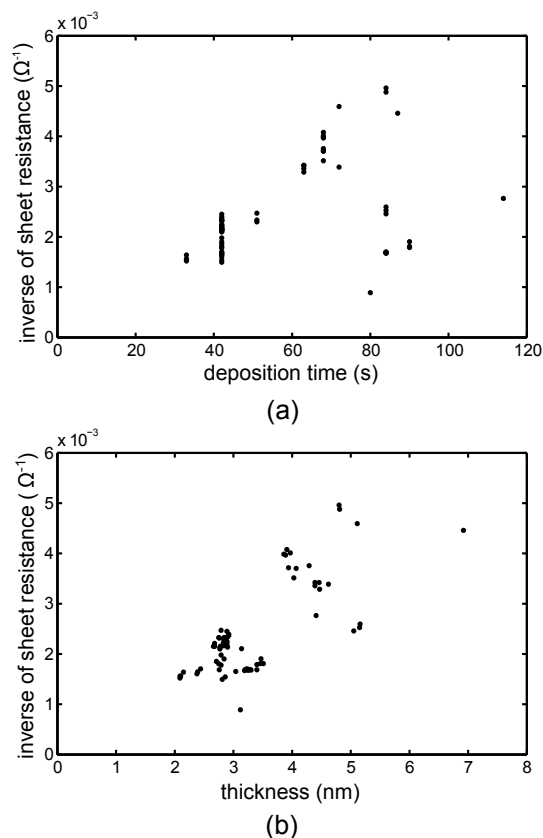 x 10⁻³
6
5
4
3
2
1
0
inverse of sheet resistance (Ω⁻¹)
0 20 40 60 80 100 120
deposition time (s)
(a)
x 10⁻³
6
5
4
3
2
1
0
inverse of sheet resistance ( Ω⁻¹)
0 1 2 3 4 5 6 7 8
thickness (nm)
(b)